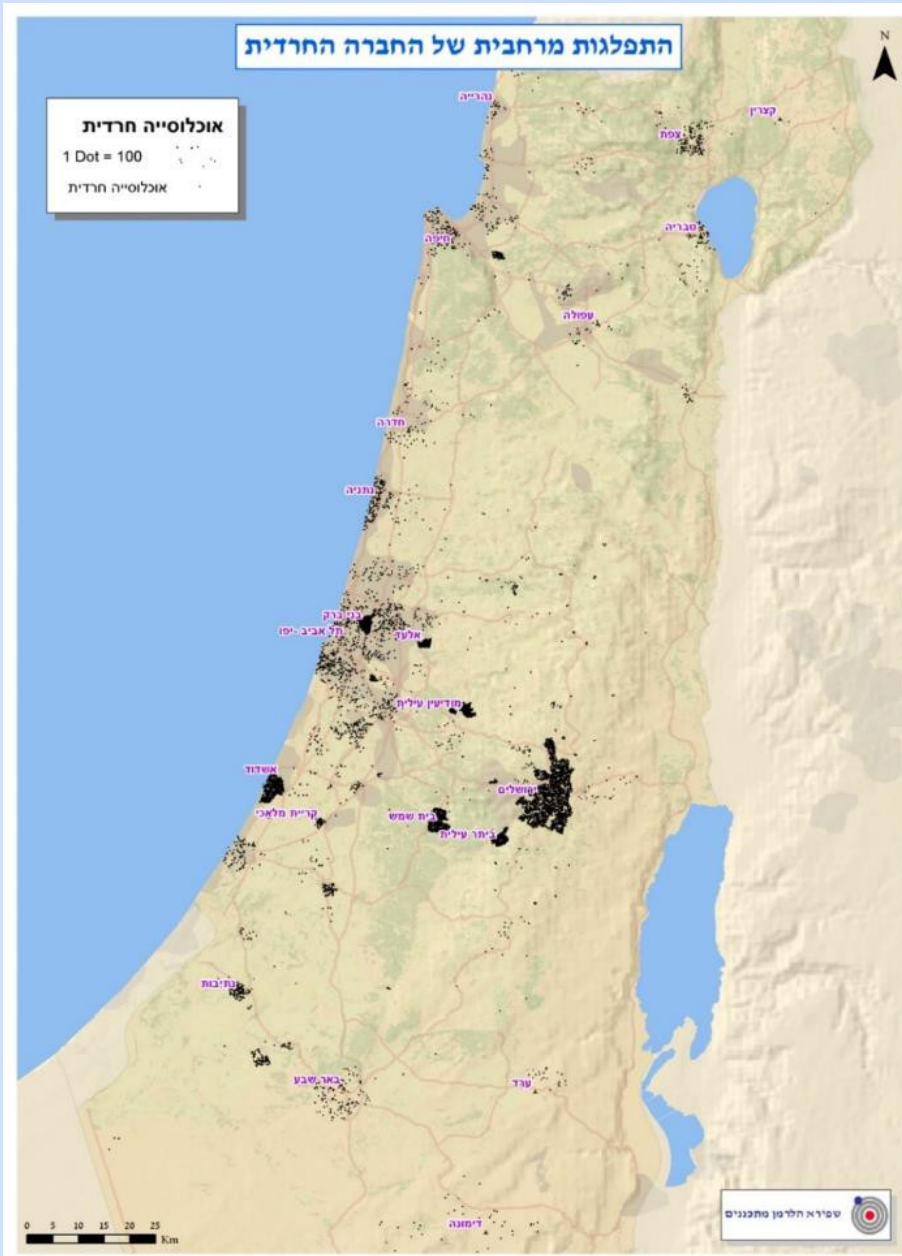 התפלגות מרחבית של החברה החרדית
N
אוכלוסייה חרדית
1 Dot = 100
אוכלוסייה חרדית
נהרייה
קצרין
צפת
טבריה
חיפה
עפולה
חדרה
נתניה
בני ברק
תל אביב -יפו
אלעד
מודיעין עילית
אשדוד
ירושלים
קריית מלאכי
בית שמש
ביתר עילית
נתיבות
באר שבע
ערד
דימונה
שפירא הלדמן מתכננים
0 5 10 15 20 25
Km